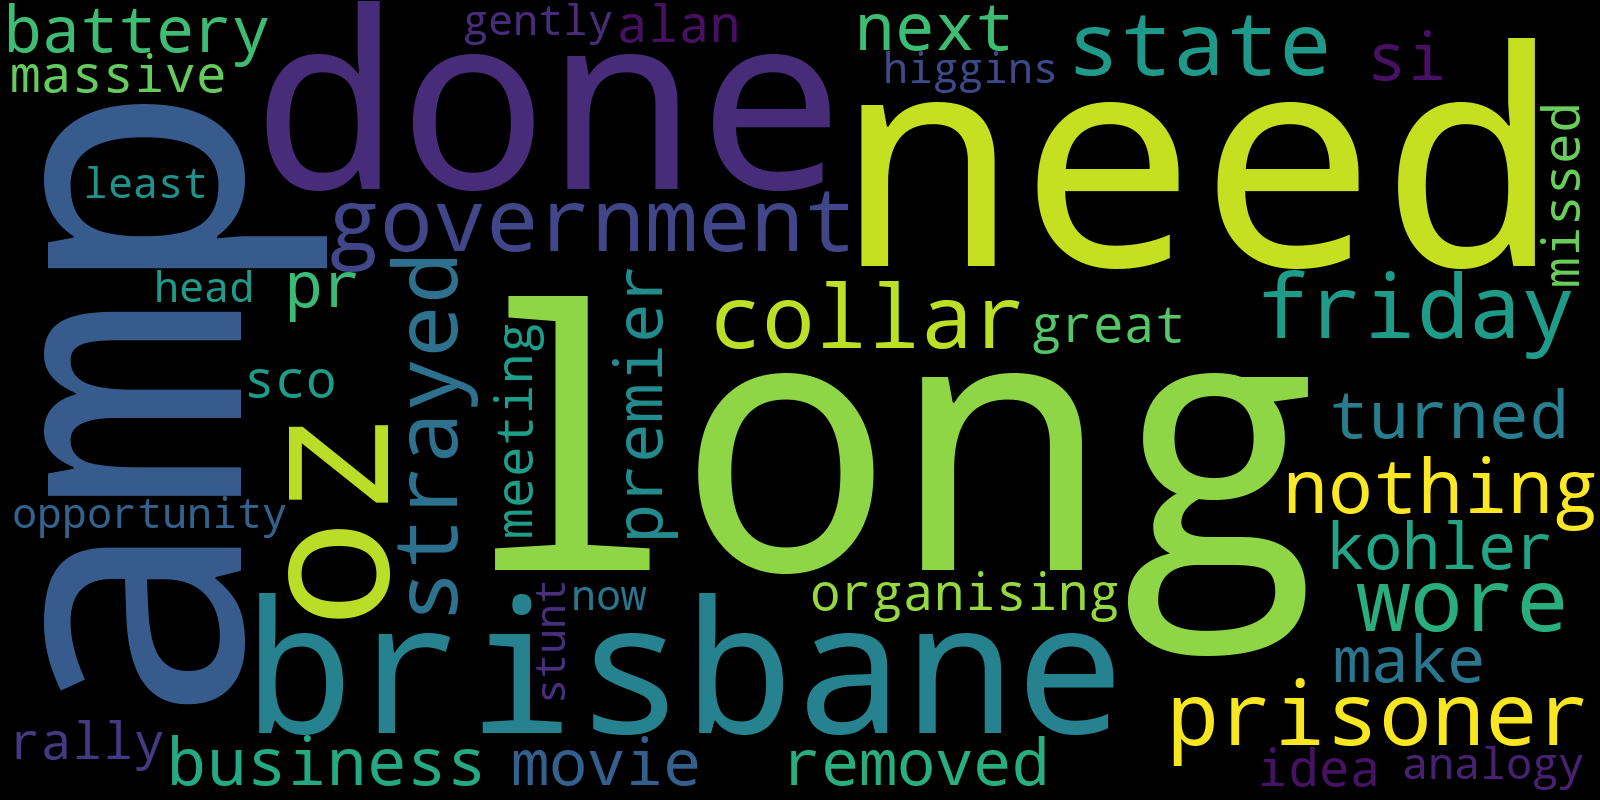 battery
gently
alan
next
state
si
massive
done
higgins
need
missed
amp
least
government
head
pr
strayed
premier
collar
great
friday
long
meeting
sco
oz
turned
nothing
opportunity
kohler
stunt
now
organising
wore
brisbane
make
prisoner
rally
business
movie
removed
idea
analogy